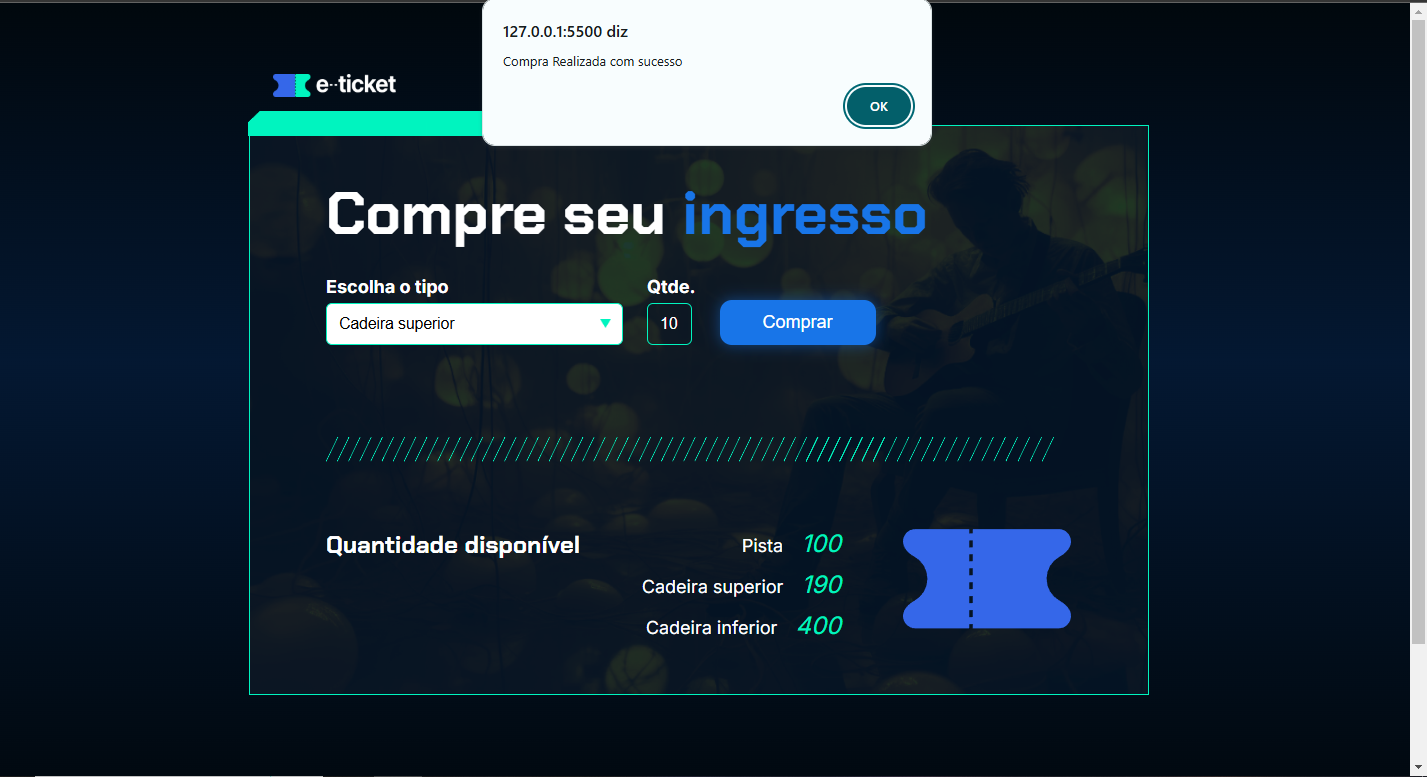 127.0.0.1:5500 diz
Compra Realizada com sucesso
OK
e--ticket
Compre seu ingresso
Escolha o tipo
Qtde.
Cadeira superior
10
Comprar
Quantidade disponível
Pista 100
Cadeira superior 190
Cadeira inferior 400